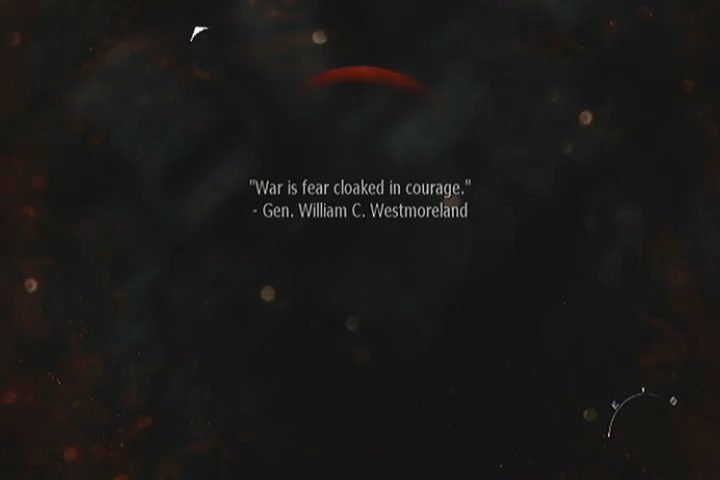 "War is fear cloaked in courage."
- Gen. William C. Westmoreland